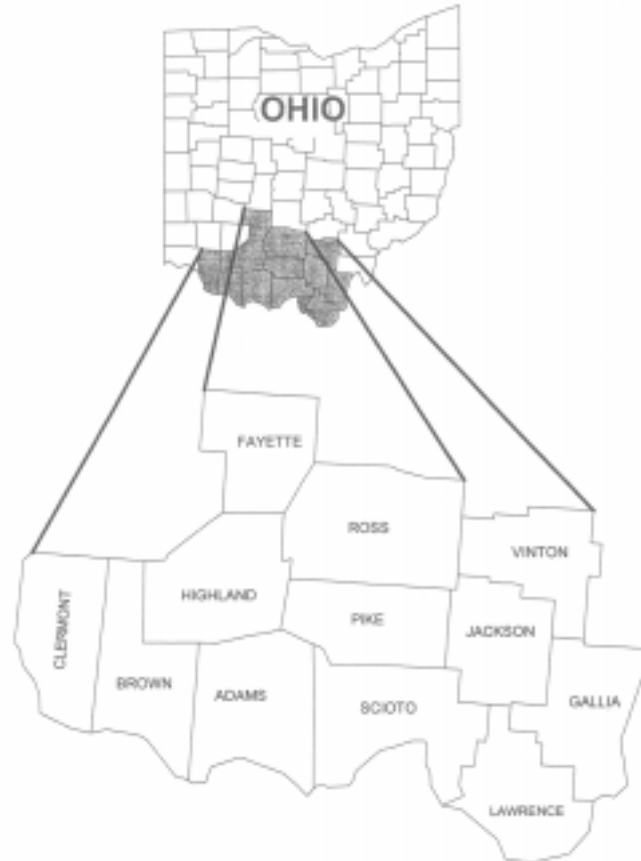 OHIO
FAYETTE
ROSS
VINTON
HIGHLAND
CLERMONT
PIKE
JACKSON
BROWN
ADAMS
SCIOTO
GALLIA
LAWRENCE